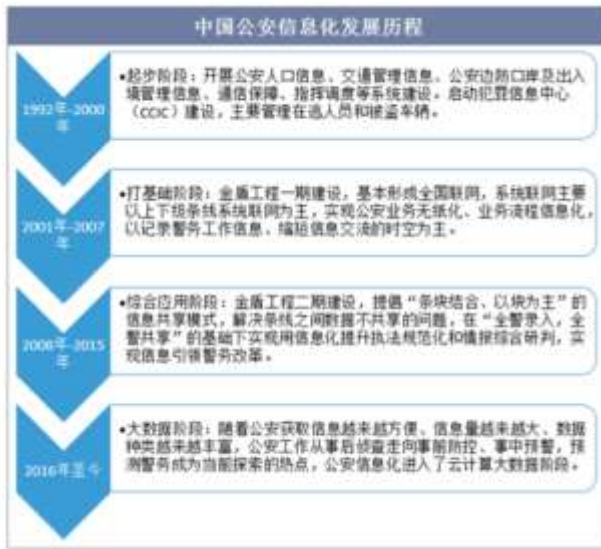 中国公安信息化发展历程
1992年-2000
年
•起步阶段：开展公安人口信息、交通管理信息、公安边防口岸及出入
境管理信息、通信保障、指挥调度等系统建设。启动犯罪信息中心
（CCIC）建设，主要管理在逃人员和被盗车辆。
2001年-2007
年
•打基础阶段：金盾工程一期建设，基本形成全国联网，系统联网主要
以上下级条线系统联网为主，实现公安业务无纸化、业务流程信息化，
以记录警务工作信息、缩短信息交流的时空为主。
2008年-2015
年
•综合应用阶段：金盾工程二期建设，提倡“条块结合、以块为主”的
信息共享模式，解决条线之间数据不共享的问题，在“全警录入，全
警共享”的基础下实现用信息化提升执法规范化和情报综合研判，实
现信息引领警务改革。
2016年至今
•大数据阶段：随着公安获取信息越来越方便、信息量越来越大、数据
种类越来越丰富，公安工作从事后侦查走向事前防控、事中预警，预
测警务成为当前探索的热点，公安信息化进入了云计算大数据阶段。